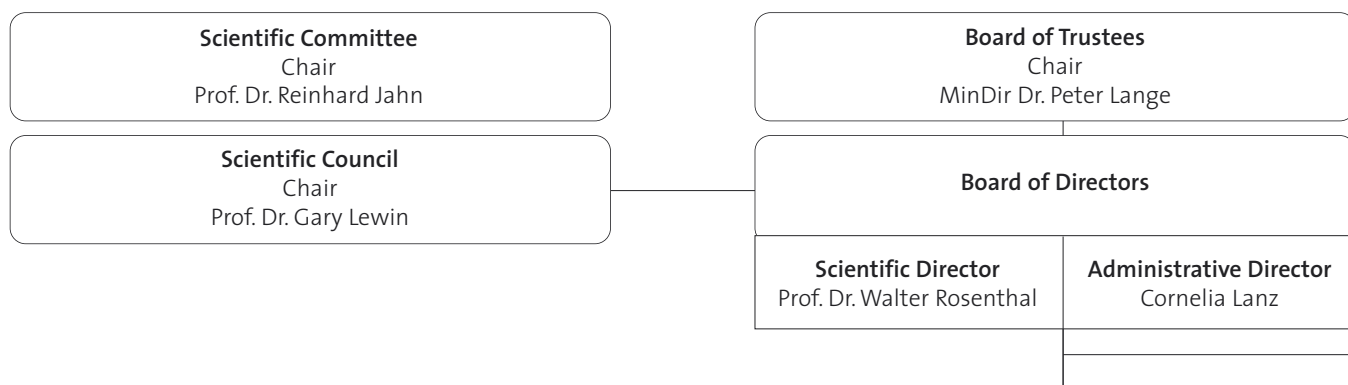 Scientific Committee
Chair
Prof. Dr. Reinhard Jahn
Board of Trustees
Chair
MinDir Dr. Peter Lange
Scientific Council
Chair
Prof. Dr. Gary Lewin
Board of Directors
Scientific Director
Prof. Dr. Walter Rosenthal
Administrative Director
Cornelia Lanz